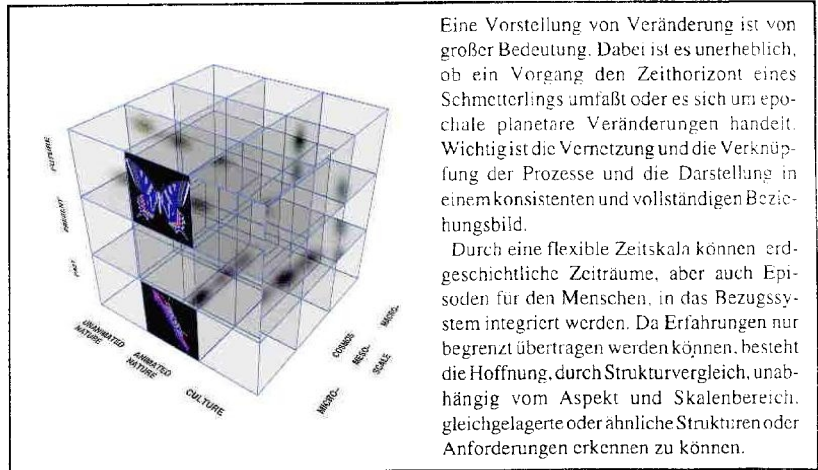 FUTURE
PRESENT
PAST
UNANIMATED
NATURE
ANIMATED
NATURE
CULTURE
MICRO-
COSMOS
MESO-
SCALE
MACRO-
Eine Vorstellung von Veränderung ist von
großer Bedeutung. Dabei ist es unerheblich,
ob ein Vorgang den Zeithorizont eines
Schmetterlings umfaßt oder es sich um epo-
chale planetare Veränderungen handelt.
Wichtig ist die Vernetzung und die Verknüp-
fung der Prozesse und die Darstellung in
einem konsistenten und vollständigen Bezie-
hungsbild.
Durch eine flexible Zeitskala können erd-
geschichtliche Zeiträume, aber auch Epi-
soden für den Menschen, in das Bezugssy-
stem integriert werden. Da Erfahrungen nur
begrenzt übertragen werden können, besteht
die Hoffnung, durch Strukturvergleich, unab-
hängig vom Aspekt und Skalenbereich,
gleichgelagerte oder ähnliche Strukturen oder
Anforderungen erkennen zu können.